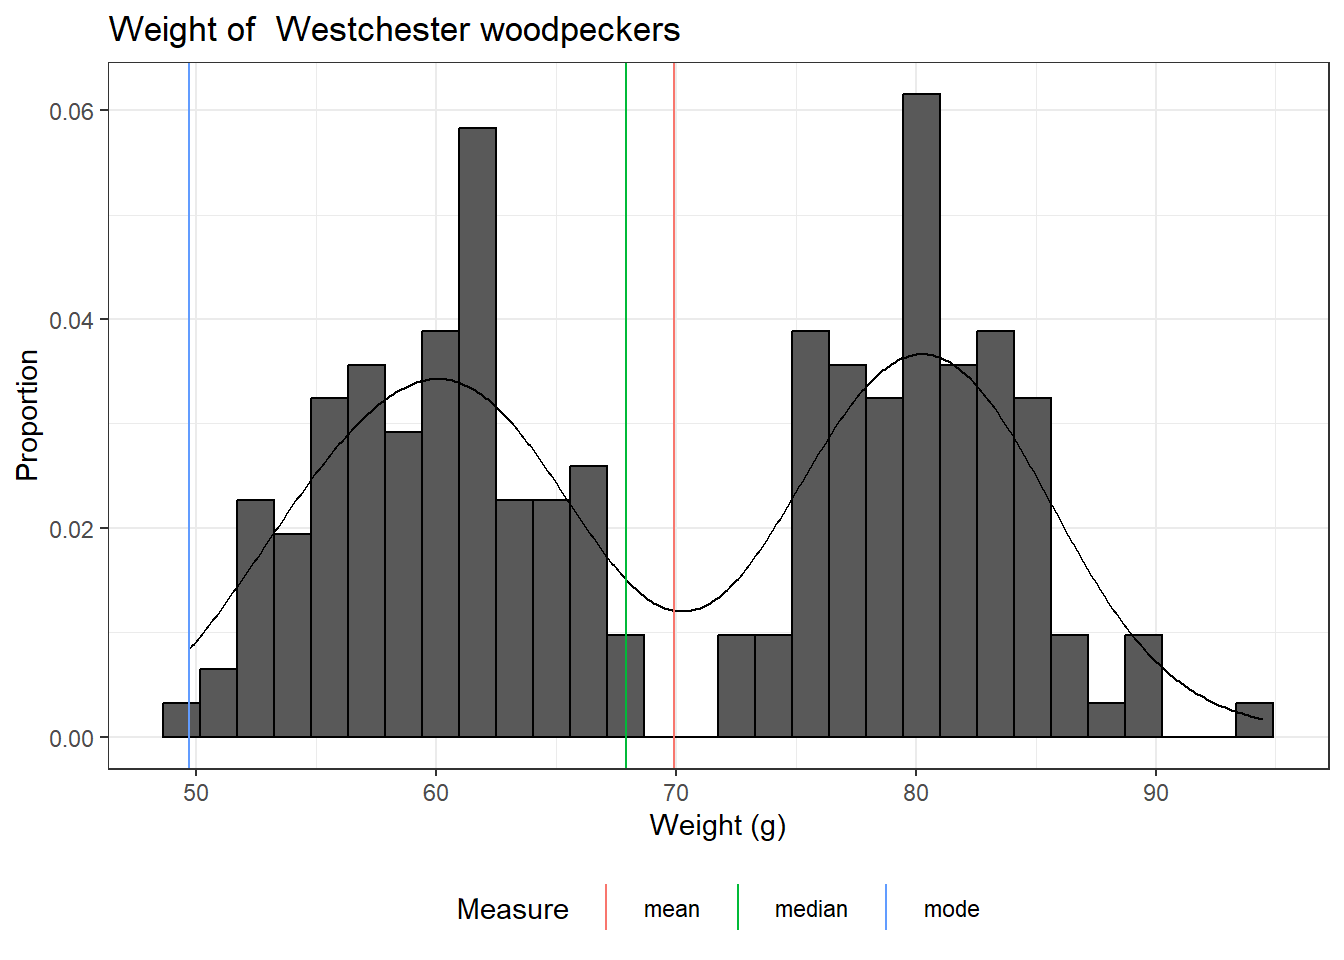 Weight of  Westchester woodpeckers
0.06
0.04
0.02
0.00
Proportion
50 60 70 80 90
Weight (g)
Measure mean median mode